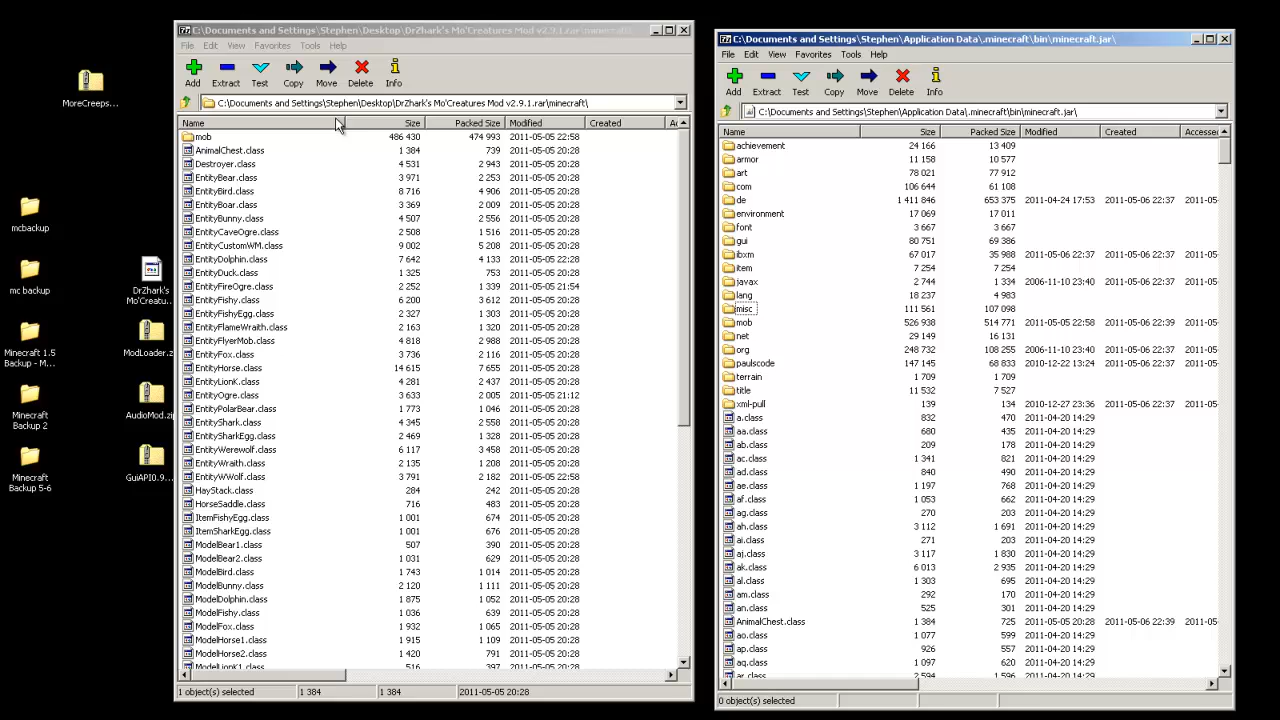 MoreCreeps...
mcbackup
mc backup
DrZhark's
Mo'Creatu...
Minecraft 1.5
Backup - M...
ModLoader.z
Minecraft
Backup 2
AudioMod.zip
Minecraft
Backup 5-6
GuiAPI0.9...
C:\Documents and Settings\Stephen\Desktop\DrZhark's Mo'Creatures Mod v2.9.1.rar\minecraft\
File Edit View Favorites Tools Help
Add Extract Test Copy Move Delete Info
C:\Documents and Settings\Stephen\Desktop\DrZhark's Mo'Creatures Mod v2.9.1.rar\minecraft\
Name Size Packed Size Modified Created Ac
mob 486 430 474 993 2011-05-05 22:58
AnimalChest.class 1 384 739 2011-05-05 20:28
Destroyer.class 4 531 2 943 2011-05-05 20:28
EntityBear.class 3 971 2 253 2011-05-05 20:28
EntityBird.class 8 716 4 906 2011-05-05 20:28
EntityBoar.class 3 369 2 009 2011-05-05 20:28
EntityBunny.class 4 507 2 556 2011-05-05 20:28
EntityCaveOgre.class 2 508 1 516 2011-05-05 20:28
EntityCustomWM.class 9 002 5 208 2011-05-05 20:28
EntityDolphin.class 7 642 4 133 2011-05-05 22:28
EntityDuck.class 1 325 753 2011-05-05 20:28
EntityFireOgre.class 2 252 1 339 2011-05-05 21:54
EntityFishy.class 6 200 3 612 2011-05-05 20:28
EntityFishyEgg.class 2 327 1 303 2011-05-05 20:28
EntityFlameWraith.class 2 163 1 320 2011-05-05 20:28
EntityFlyerMob.class 4 818 2 988 2011-05-05 20:28
EntityFox.class 3 736 2 116 2011-05-05 20:28
EntityHorse.class 14 615 7 655 2011-05-05 20:28
EntityLionK.class 4 281 2 437 2011-05-05 20:28
EntityOgre.class 3 633 2 005 2011-05-05 21:12
EntityPolarBear.class 1 773 1 046 2011-05-05 20:28
EntityShark.class 4 345 2 558 2011-05-05 20:28
EntitySharkEgg.class 2 469 1 328 2011-05-05 20:28
EntityWerewolf.class 6 117 3 458 2011-05-05 20:28
EntityWraith.class 2 135 1 208 2011-05-05 20:28
EntityWWolf.class 3 791 2 182 2011-05-05 22:58
HayStack.class 284 242 2011-05-05 20:28
HorseSaddle.class 716 483 2011-05-05 20:28
ItemFishyEgg.class 1 001 674 2011-05-05 20:28
ItemSharkEgg.class 1 001 676 2011-05-05 20:28
ModelBear1.class 507 390 2011-05-05 20:28
ModelBear2.class 1 031 629 2011-05-05 20:28
ModelBird.class 1 743 1 014 2011-05-05 20:28
ModelBunny.class 2 120 1 111 2011-05-05 20:28
ModelDolphin.class 1 875 1 052 2011-05-05 20:28
ModelFishy.class 1 036 639 2011-05-05 20:28
ModelFox.class 1 932 1 065 2011-05-05 20:28
ModelHorse1.class 1 915 1 109 2011-05-05 20:28
ModelHorse2.class 1 420 791 2011-05-05 20:28
ModelLionK1.class 516 397 2011-05-05 20:28
1 object(s) selected 1 384 1 384 2011-05-05 20:28
C:\Documents and Settings\Stephen\Application Data\.minecraft\bin\minecraft.jar\
File Edit View Favorites Tools Help
Add Extract Test Copy Move Delete Info
C:\Documents and Settings\Stephen\Application Data\.minecraft\bin\minecraft.jar\
Name Size Packed Size Modified Created Accessed
achievement 24 166 13 409
armor 11 158 10 577
art 78 021 77 912
com 106 644 61 108
de 1 411 846 653 375 2011-04-24 17:53 2011-05-06 22:37 2011-05-
environment 17 069 17 011
font 3 667 3 667
gui 80 751 69 386
ibxm 67 017 35 988 2011-05-06 22:37 2011-05-06 22:37 2011-05-
item 7 254 7 254
javax 2 744 1 334 2006-11-10 23:40 2011-05-06 22:37 2011-05-
lang 18 237 4 983
misc 111 561 107 098
mob 526 938 514 771 2011-05-05 22:58 2011-05-06 22:39 2011-05-
net 29 149 16 131
org 248 732 108 255 2006-11-10 23:40 2011-05-06 22:37 2011-05-
paulscode 147 145 68 833 2010-12-22 13:24 2011-05-06 22:37 2011-05-
terrain 1 709 1 709
title 11 532 7 527
xml-pull 139 134 2010-12-27 23:36 2011-05-06 22:37 2011-05-
a.class 832 470 2011-04-20 14:29
aa.class 680 435 2011-04-20 14:29
ab.class 209 178 2011-04-20 14:29
ac.class 1 341 821 2011-04-20 14:29
ad.class 840 490 2011-04-20 14:29
ae.class 1 197 768 2011-04-20 14:29
af.class 1 053 662 2011-04-20 14:29
ag.class 270 203 2011-04-20 14:29
ah.class 3 112 1 691 2011-04-20 14:29
ai.class 271 203 2011-04-20 14:29
aj.class 3 117 1 830 2011-04-20 14:29
ak.class 6 013 2 935 2011-04-20 14:29
al.class 1 303 695 2011-04-20 14:29
am.class 292 170 2011-04-20 14:29
an.class 525 301 2011-04-20 14:29
AnimalChest.class 1 384 725 2011-05-05 20:28 2011-05-06 22:39 2011-05-
ao.class 1 077 599 2011-04-20 14:29
ap.class 926 557 2011-04-20 14:29
aq.class 1 097 620 2011-04-20 14:29
ar.class 2 594 1 596 2011-04-20 14:29
0 object(s) selected